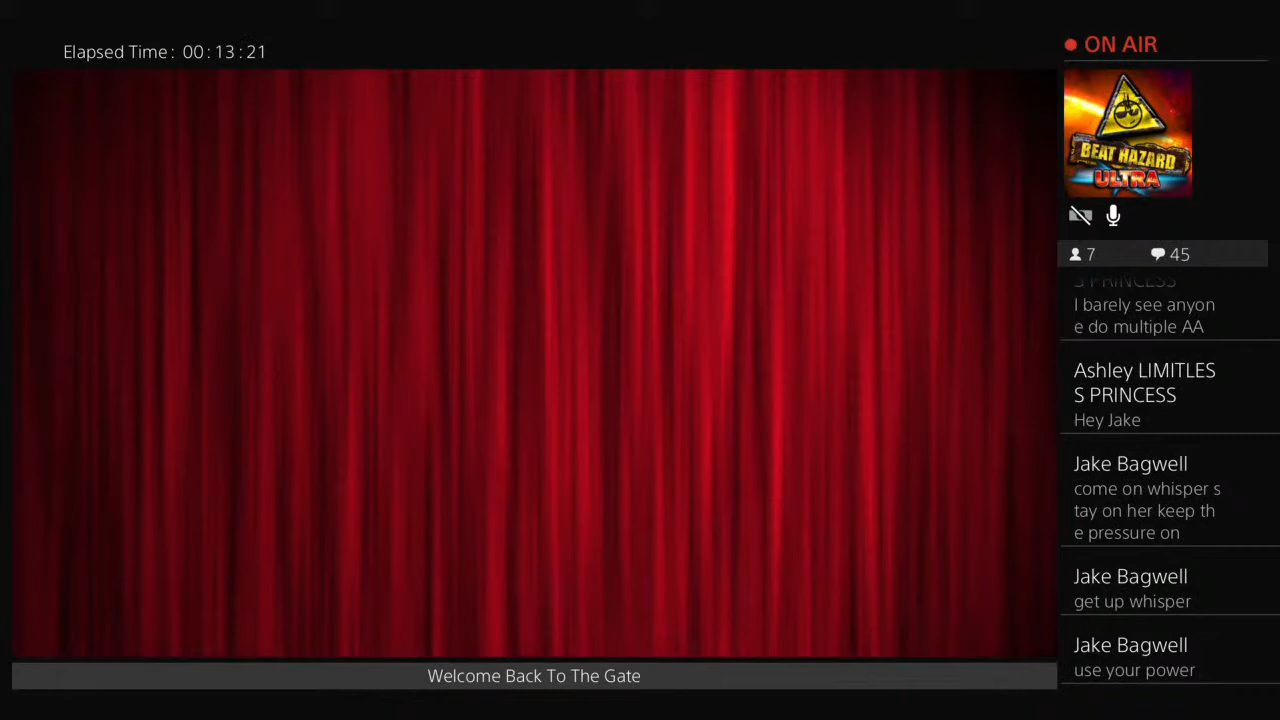 Elapsed Time: 00:13:21
ON AIR
BEAT HAZARD
ULTRA
7 45
S PRINCESS
I barely see anyon
e do multiple AA
Ashley LIMITLES
S PRINCESS
Hey Jake
Jake Bagwell
come on whisper s
tay on her keep th
e pressure on
Jake Bagwell
get up whisper
Jake Bagwell
use your power
Welcome Back To The Gate